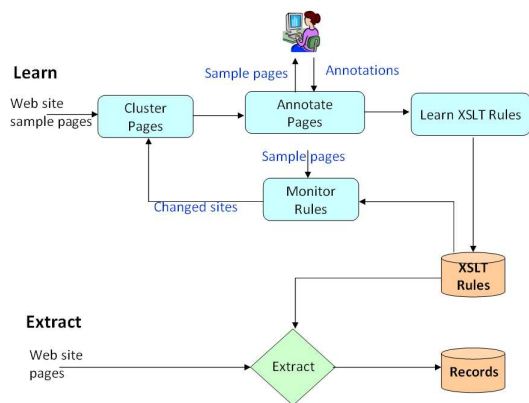 Learn
Sample pages
Annotations
Web site
sample pages
Cluster
Pages
Annotate
Pages
Learn XSLT Rules
Sample pages
Monitor
Rules
Changed sites
XSLT
Rules
Extract
Web site
pages
Extract
Records